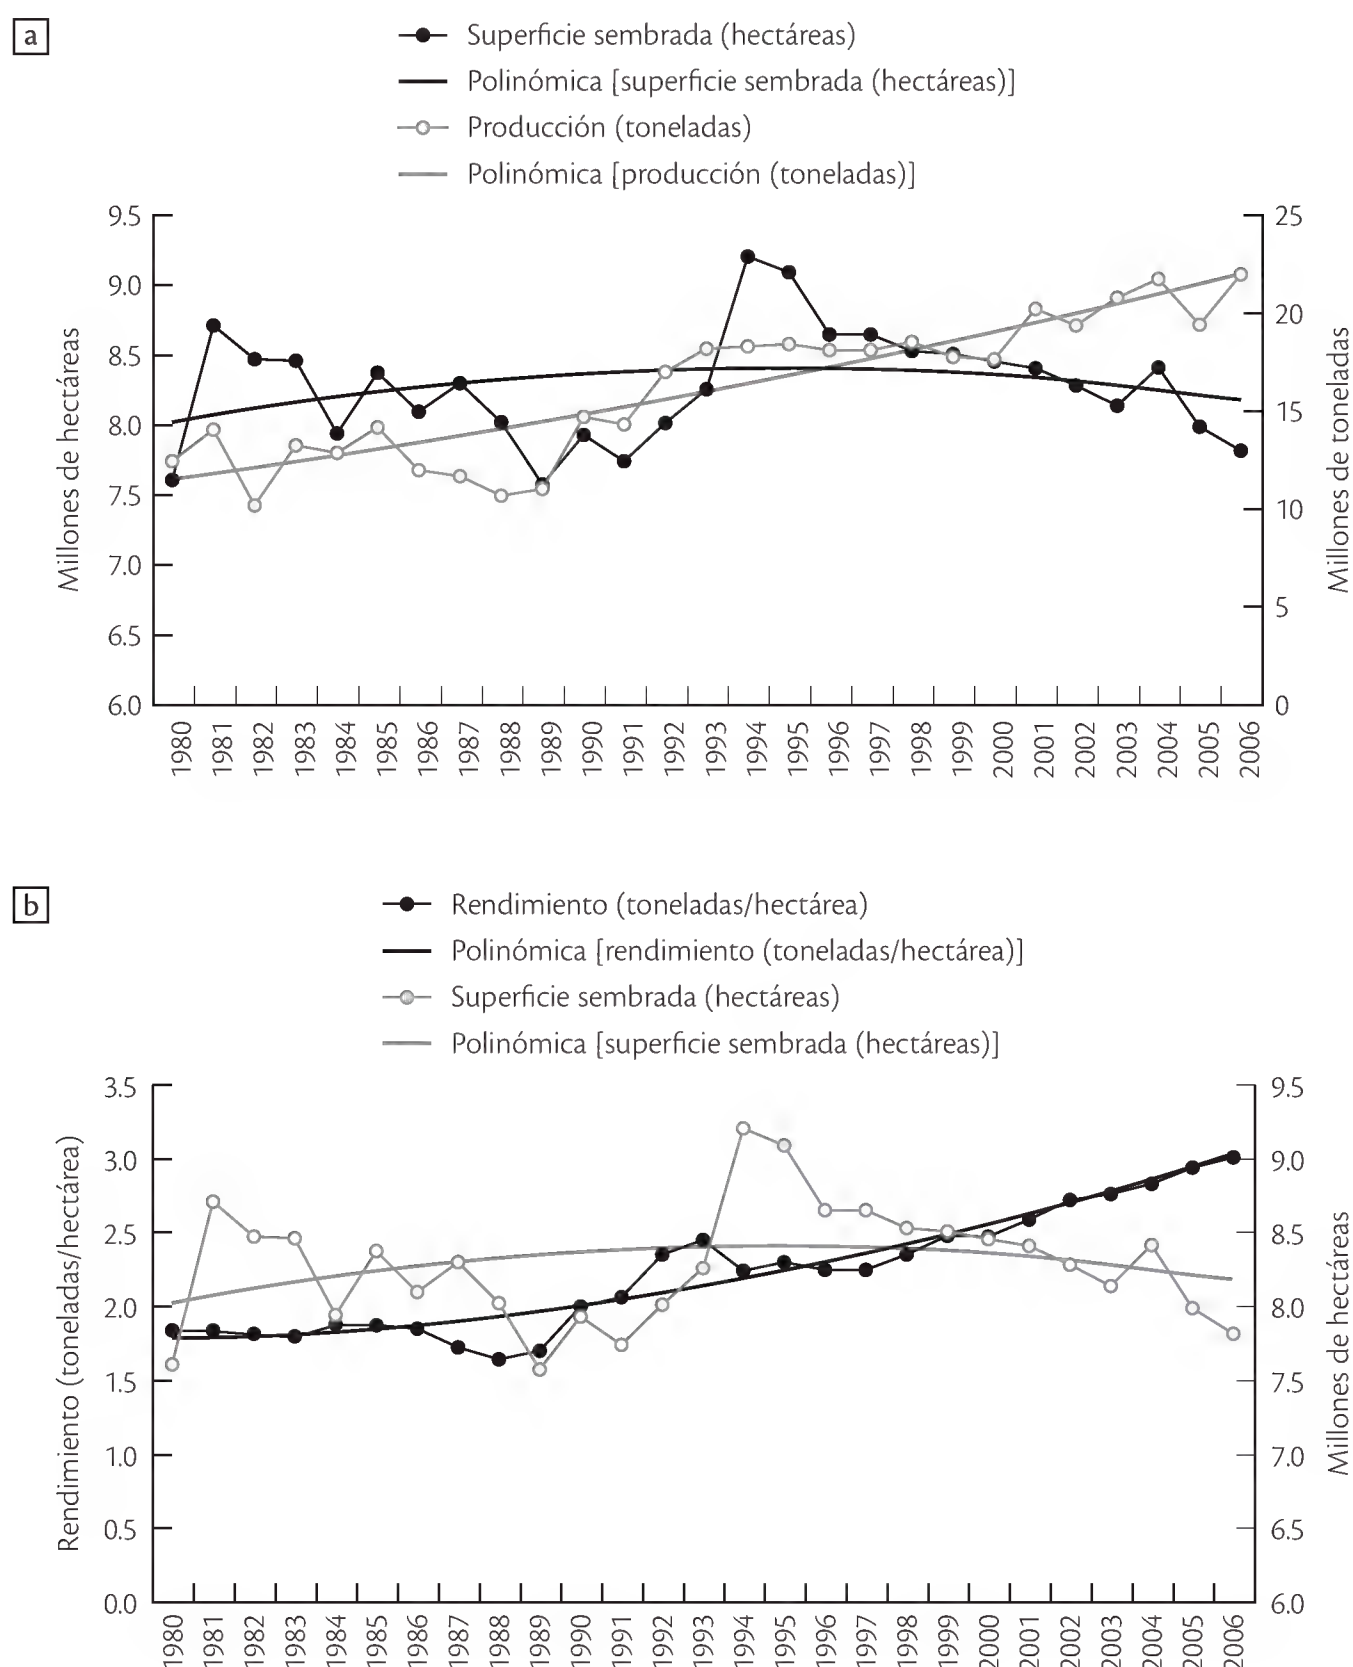 a
Superficie sembrada (hectáreas)
Polinómica [superficie sembrada (hectáreas)]
Producción (toneladas)
Polinómica [producción (toneladas)]
Millones de hectáreas
9.5
9.0
8.5
8.0
7.5
7.0
6.5
6.0
25
20
15
10
5
0
Millones de toneladas
1980 1981 1982 1983 1984 1985 1986 1987 1988 1989 1990 1991 1992 1993 1994 1995 1996 1997 1998 1999 2000 2001 2002 2003 2004 2005 2006
b
Rendimiento (toneladas/hectárea)
Polinómica [rendimiento (toneladas/hectárea)]
Superficie sembrada (hectáreas)
Polinómica [superficie sembrada (hectáreas)]
Rendimiento (toneladas/hectárea)
3.5
3.0
2.5
2.0
1.5
1.0
0.5
0.0
9.5
9.0
8.5
8.0
7.5
7.0
6.5
6.0
Millones de hectáreas
1980 1981 1982 1983 1984 1985 1986 1987 1988 1989 1990 1991 1992 1993 1994 1995 1996 1997 1998 1999 2000 2001 2002 2003 2004 2005 2006